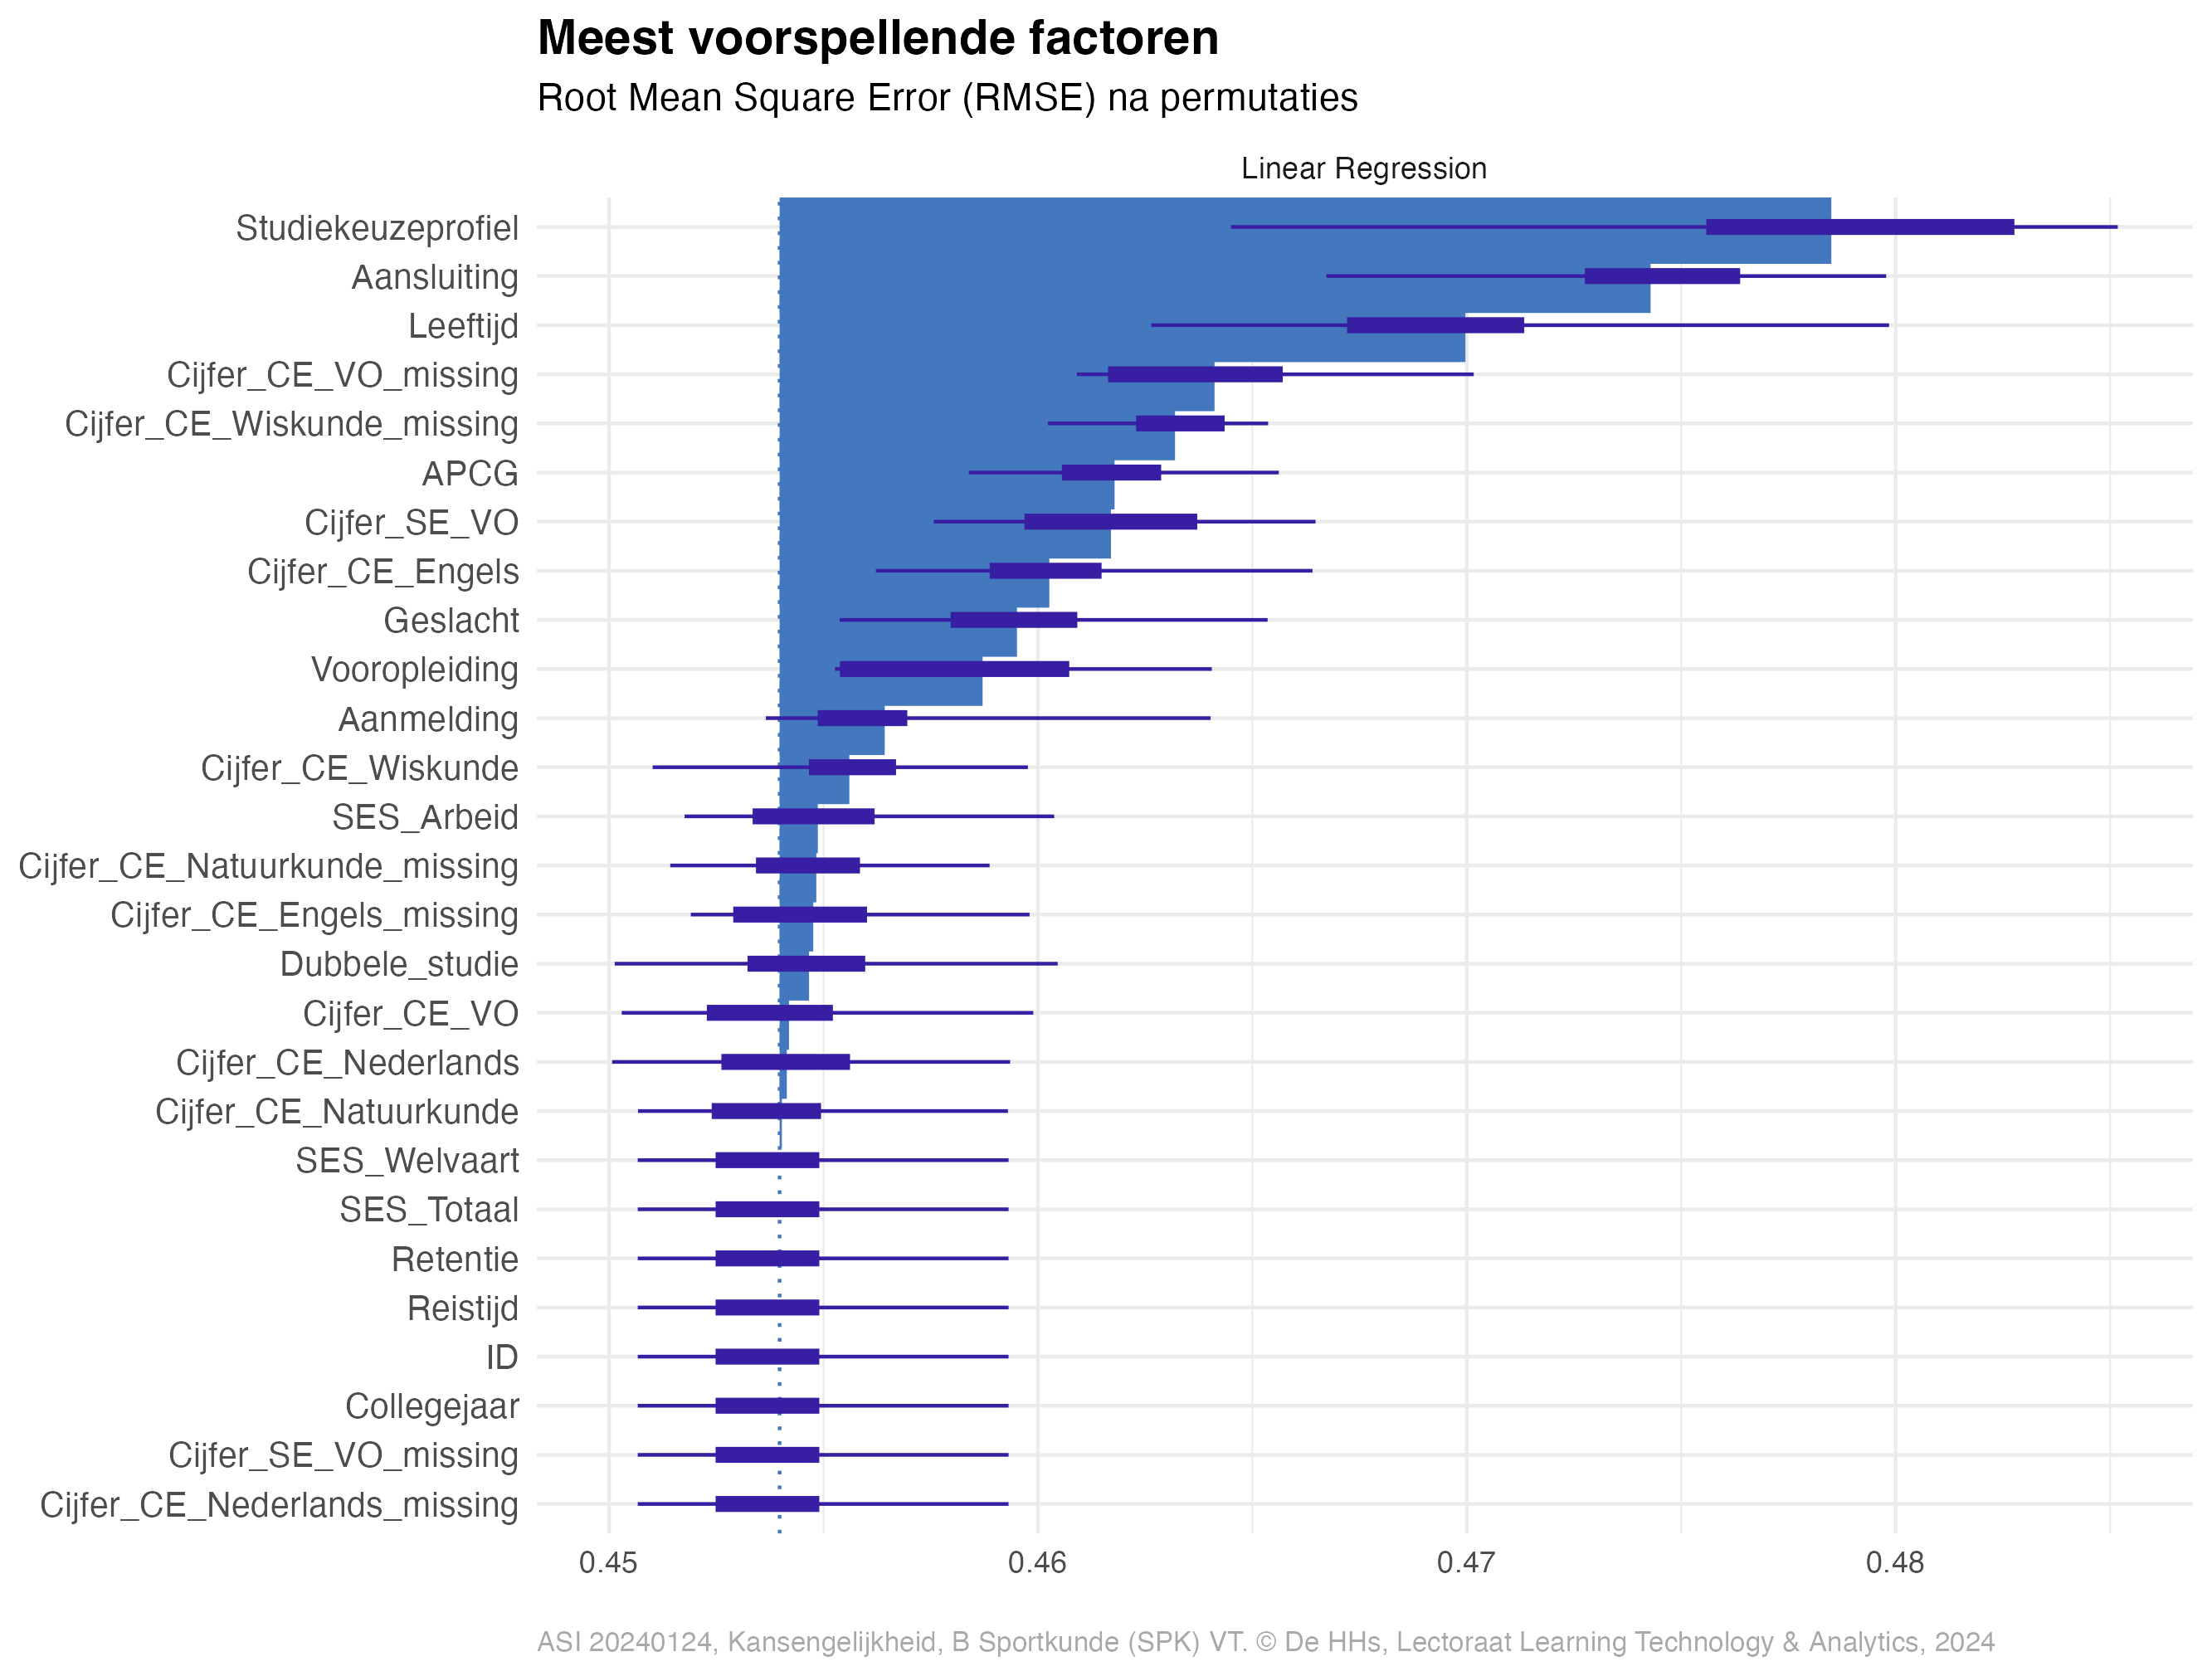 Meest voorspellende factoren
Root Mean Square Error (RMSE) na permutaties
Linear Regression
Studiekeuzeprofiel
Aansluiting
Leeftijd
Cijfer_CE_VO_missing
Cijfer_CE_Wiskunde_missing
APCG
Cijfer_SE_VO
Cijfer_CE_Engels
Geslacht
Vooropleiding
Aanmelding
Cijfer_CE_Wiskunde
SES_Arbeid
Cijfer_CE_Natuurkunde_missing
Cijfer_CE_Engels_missing
Dubbele_studie
Cijfer_CE_VO
Cijfer_CE_Nederlands
Cijfer_CE_Natuurkunde
SES_Welvaart
SES_Totaal
Retentie
Reistijd
ID
Collegejaar
Cijfer_SE_VO_missing
Cijfer_CE_Nederlands_missing
0.45 0.46 0.47 0.48
ASI 20240124, Kansengelijkheid, B Sportkunde (SPK) VT. © De HHs, Lectoraat Learning Technology & Analytics, 2024